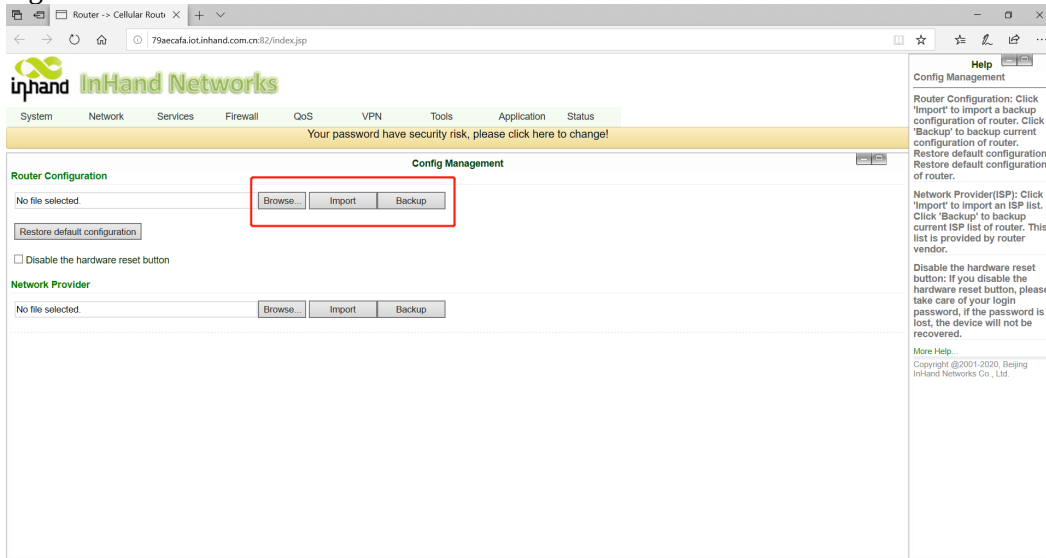 Router -> Cellular Route
79aecafa.iot.inhand.com.cn:82/index.jsp
inhand InHand Networks
System Network Services Firewall QoS VPN Tools Application Status
Your password have security risk, please click here to change!
Config Management
Router Configuration
No file selected. Browse... Import Backup
Restore default configuration
Disable the hardware reset button
Network Provider
No file selected. Browse... Import Backup
Help
Config Management
Router Configuration: Click
'Import' to import a backup
configuration of router. Click
'Backup' to backup current
configuration of router.
Restore default configuration
Restore default configuration
of router.
Network Provider(ISP): Click
'Import' to import an ISP list.
Click 'Backup' to backup
current ISP list of router. This
list is provided by router
vendor.
Disable the hardware reset
button: If you disable the
hardware reset button, please
take care of your login
password, if the password is
lost, the device will not be
recovered.
More Help...
Copyright @2001-2020, Beijing
InHand Networks Co., Ltd.